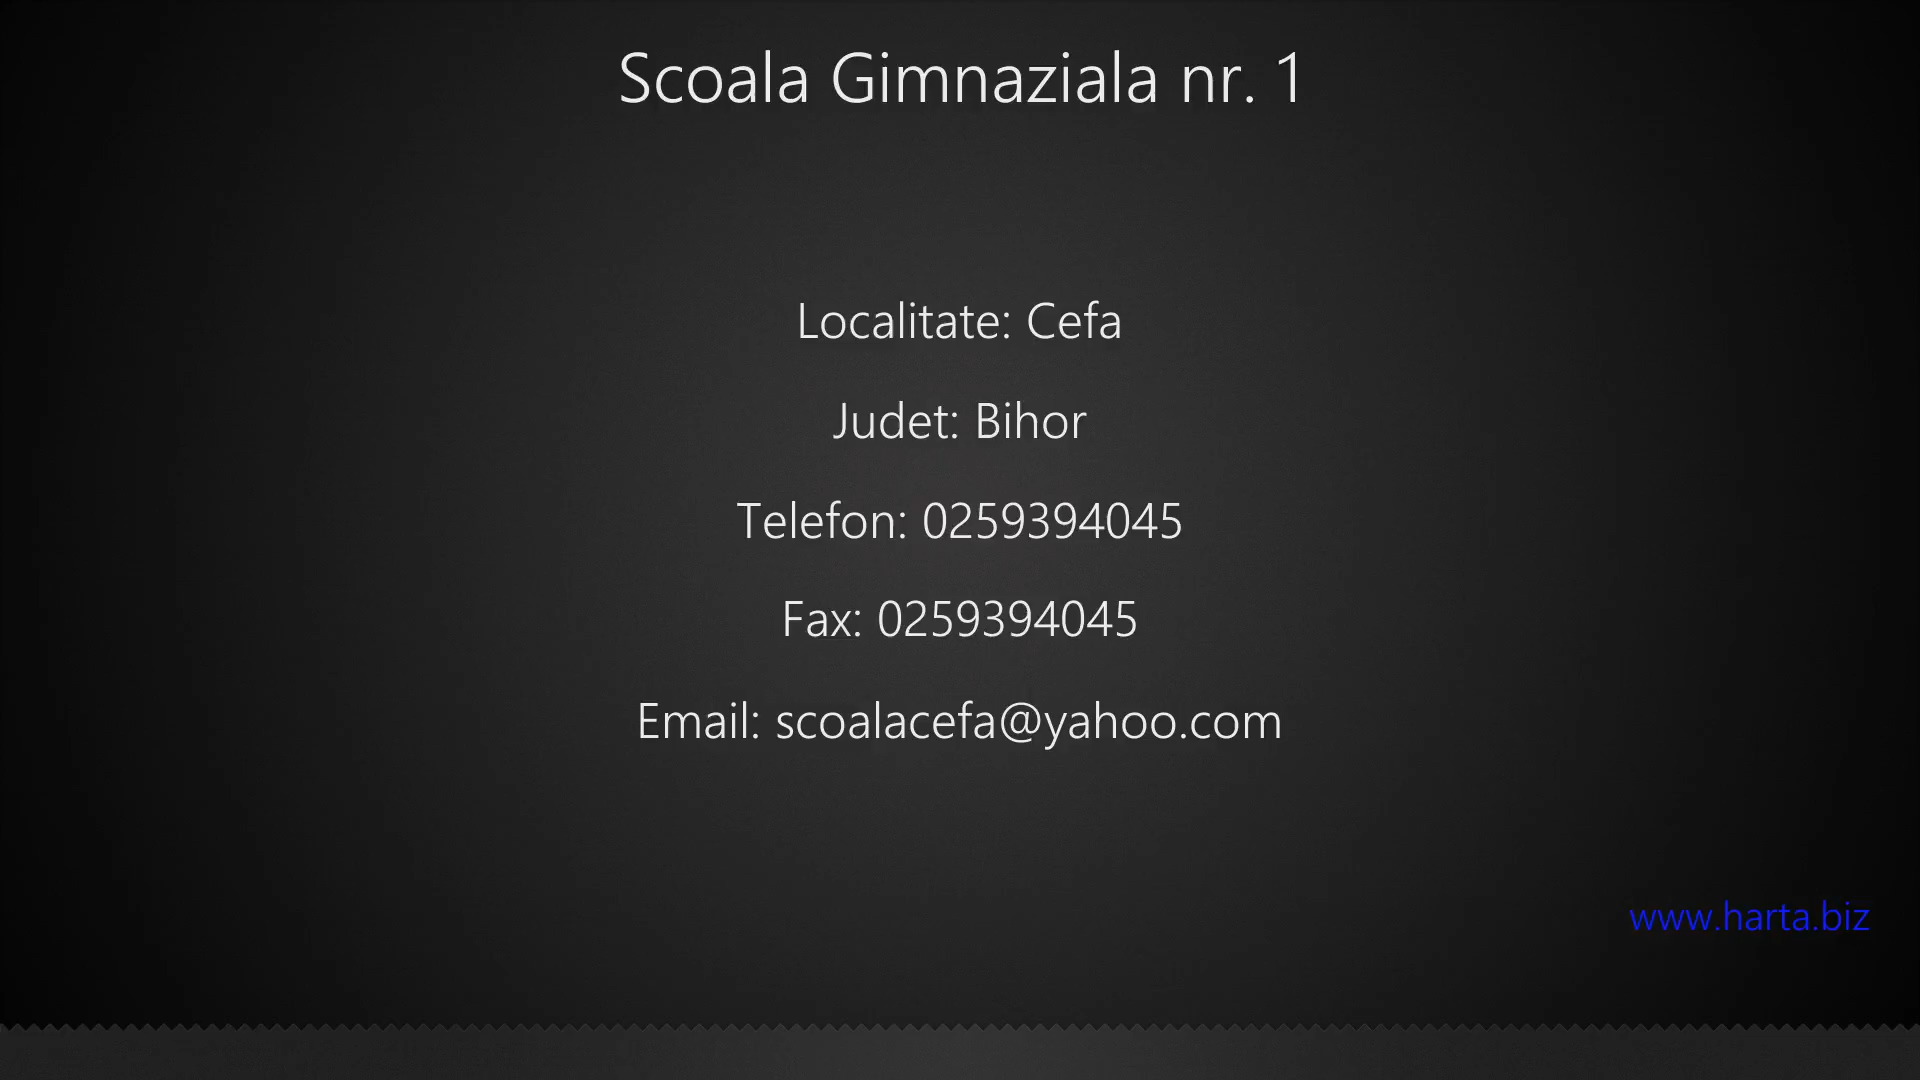 Scoala Gimnaziala nr. 1
Localitate: Cefa
Judet: Bihor
Telefon: 0259394045
Fax: 0259394045
Email: scoalacefa@yahoo.com
www.harta.biz